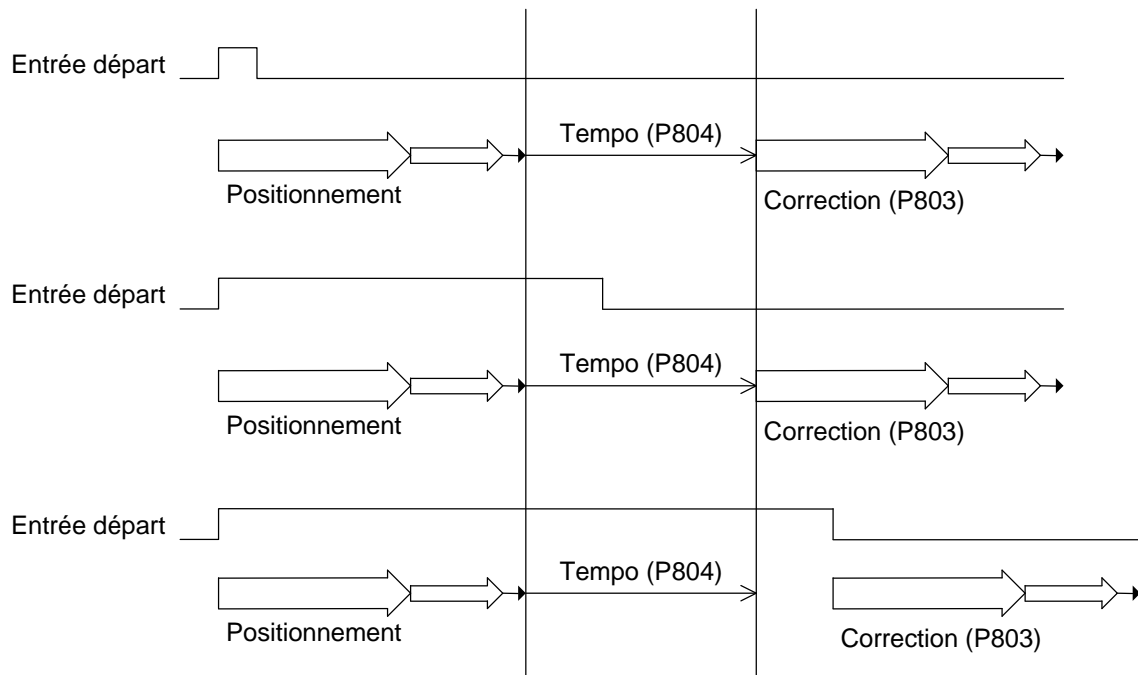 Entrée départ
Tempo (P804)
Positionnement
Correction (P803)
Entrée départ
Tempo (P804)
Positionnement
Correction (P803)
Entrée départ
Tempo (P804)
Positionnement
Correction (P803)